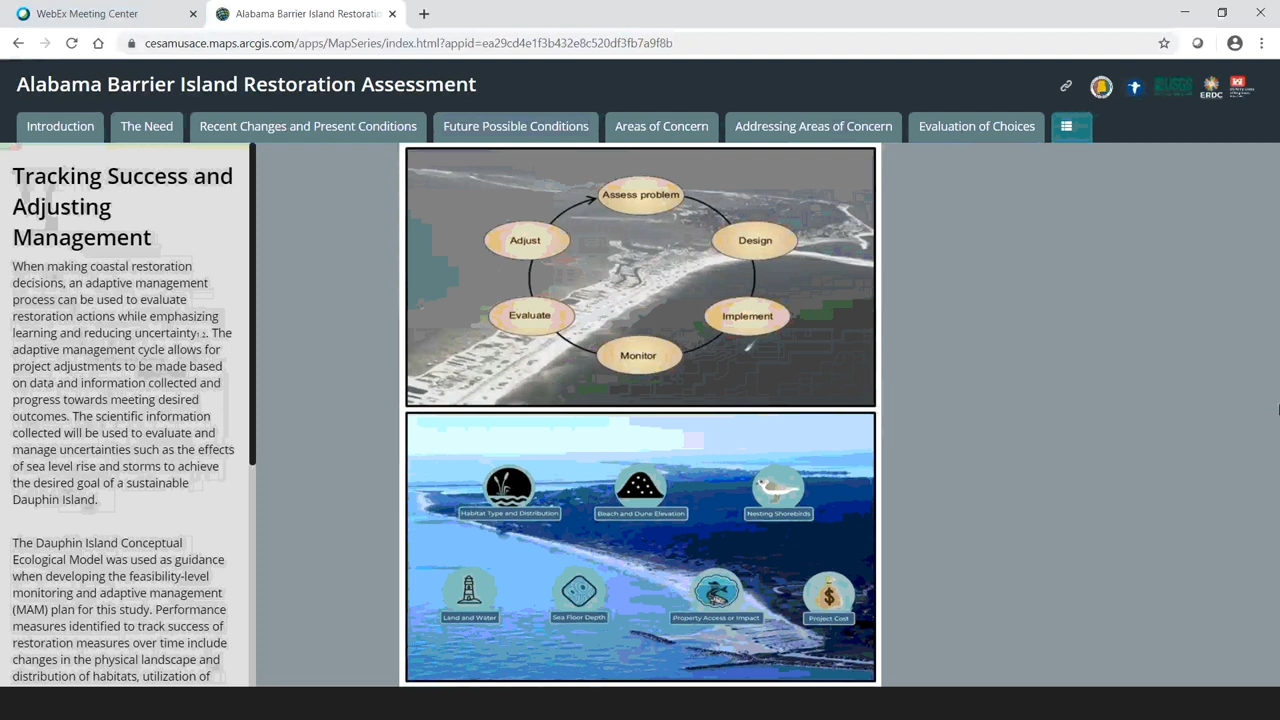 WebEx Meeting Center
Alabama Barrier Island Restoratio
cesamusace.maps.arcgis.com/apps/MapSeries/index.html?appid=ea29cd4e1f3b432e8c520df3fb7a9f8b
Alabama Barrier Island Restoration Assessment
USGS
ERDC
Introduction
The Need
Recent Changes and Present Conditions
Future Possible Conditions
Areas of Concern
Addressing Areas of Concern
Evaluation of Choices
Tracking Success and
Adjusting
Management
When making coastal restoration
decisions, an adaptive management
process can be used to evaluate
restoration actions while emphasizing
learning and reducing uncertainty. The
adaptive management cycle allows for
project adjustments to be made based
on data and information collected and
progress towards meeting desired
outcomes. The scientific information
collected will be used to evaluate and
manage uncertainties such as the effects
of sea level rise and storms to achieve
the desired goal of a sustainable
Dauphin Island.
The Dauphin Island Conceptual
Ecological Model was used as guidance
when developing the feasibility-level
monitoring and adaptive management
(MAM) plan for this study. Performance
measures identified to track success of
restoration measures over time include
changes in the physical landscape and
distribution of habitats, utilization of
Assess problem
Design
Implement
Monitor
Evaluate
Adjust
Habitat Type and Distribution
Beach and Dune Elevation
Nesting Shorebirds
Land and Water
Sea Floor Depth
Property Access or Impact
Project Cost